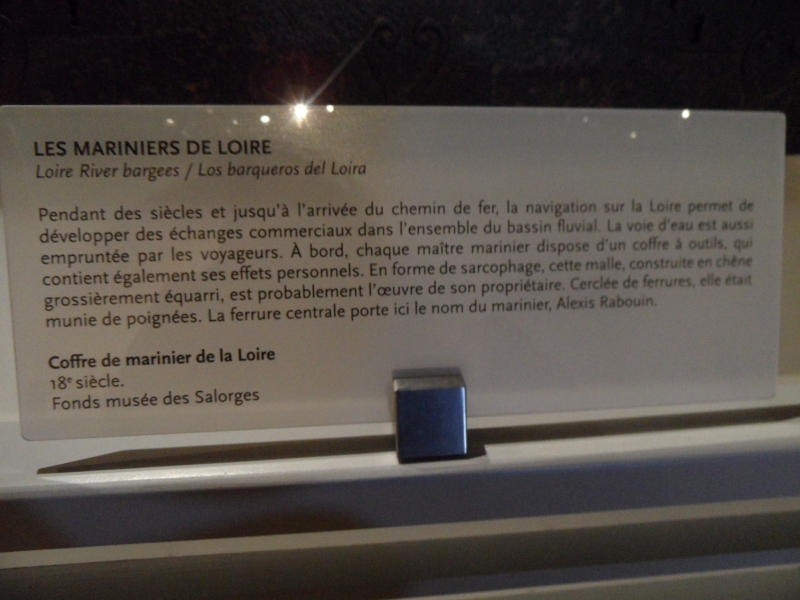 LES MARINIERS DE LOIRE
Loire River bargees / Los barqueros del Loira
Pendant des siècles et jusqu'à l'arrivée du chemin de fer, la navigation sur la Loire permet de
développer des échanges commerciaux dans l'ensemble du bassin fluvial. La voie d'eau est aussi
empruntée par les voyageurs. À bord, chaque maître marinier dispose d'un coffre à outils, qui
contient également ses effets personnels. En forme de sarcophage, cette malle, construite en chêne
grossièrement équarri, est probablement l'œuvre de son propriétaire. Cerclée de ferrures, elle était
munie de poignées. La ferrure centrale porte ici le nom du marinier, Alexis Rabouin.
Coffre de marinier de la Loire
18e siècle.
Fonds musée des Salorges